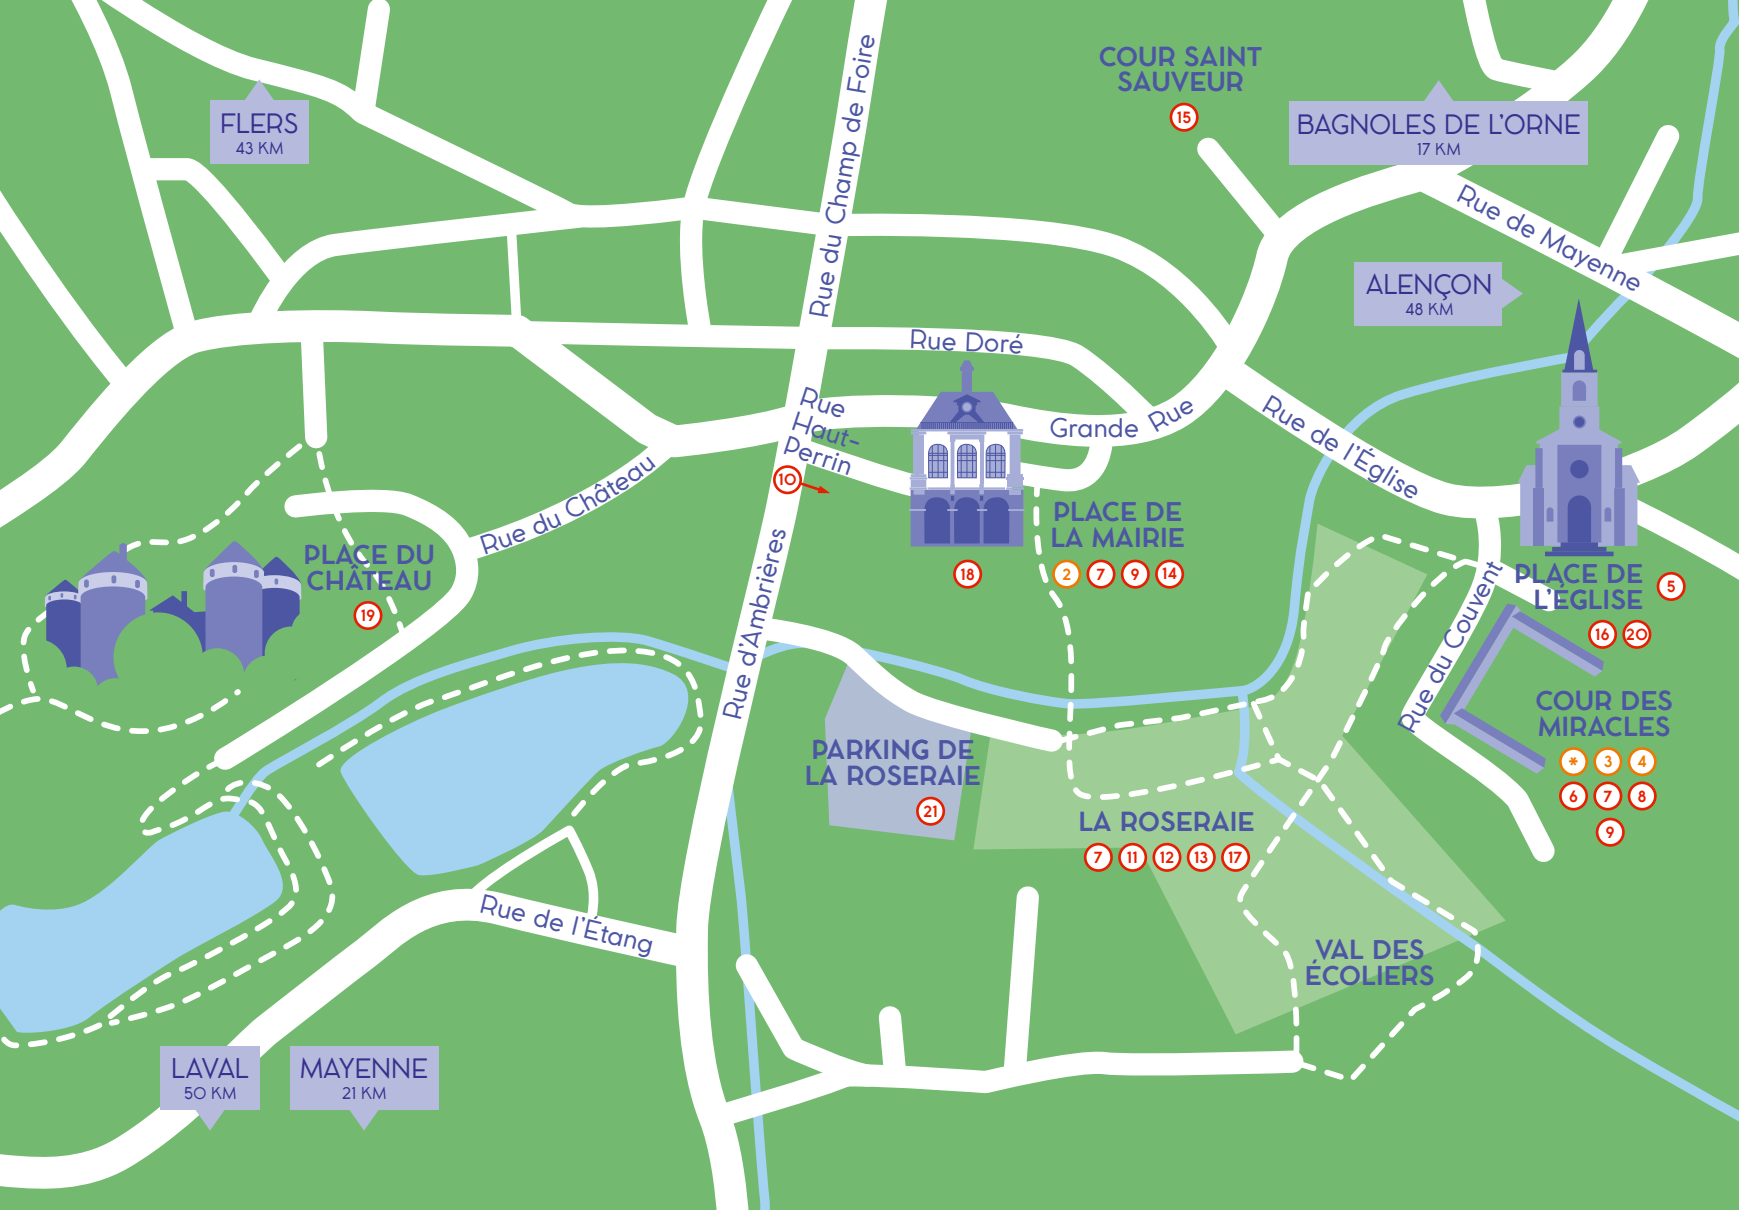 COUR SAINT
SAUVEUR
15
FLERS
43 KM
BAGNOLES DE L'ORNE
17 KM
Rue du Champ de Foire
Rue de Mayenne
ALENÇON
48 KM
Rue Doré
Rue
Haut-
Perrin
10
Grande Rue
Rue de l'Église
Rue du Château
PLACE DU
CHÂTEAU
19
18
PLACE DE
LA MAIRIE
2 7 9 14
Rue d'Ambrières
PLACE DE
L'ÉGLISE
5
16 20
Rue du Couvent
COUR DES
MIRACLES
* 3 4
6 7 8
9
PARKING DE
LA ROSERAIE
21
LA ROSERAIE
7 11 12 13 17
Rue de l'Étang
VAL DES
ÉCOLIERS
LAVAL
50 KM
MAYENNE
21 KM